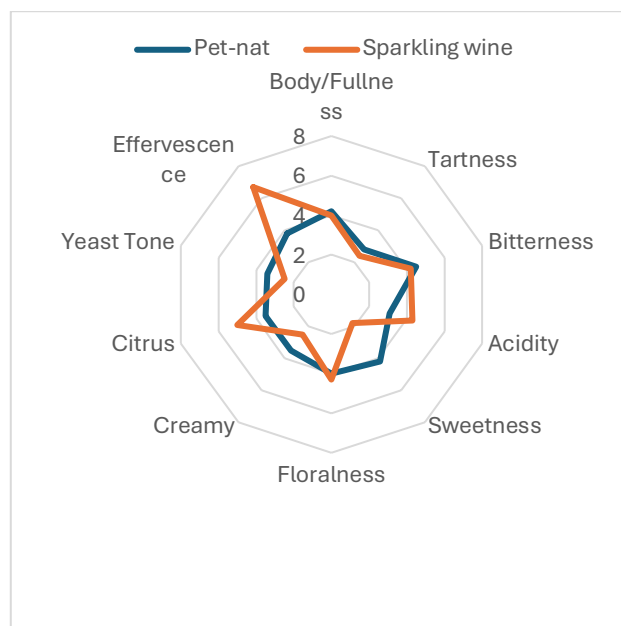 Pet-nat Sparkling wine
Body/Fullne
ss
Effervescen
ce
Tartness
8
6
4
2
0
Yeast Tone
Bitterness
Citrus
Acidity
Creamy
Sweetness
Floralness